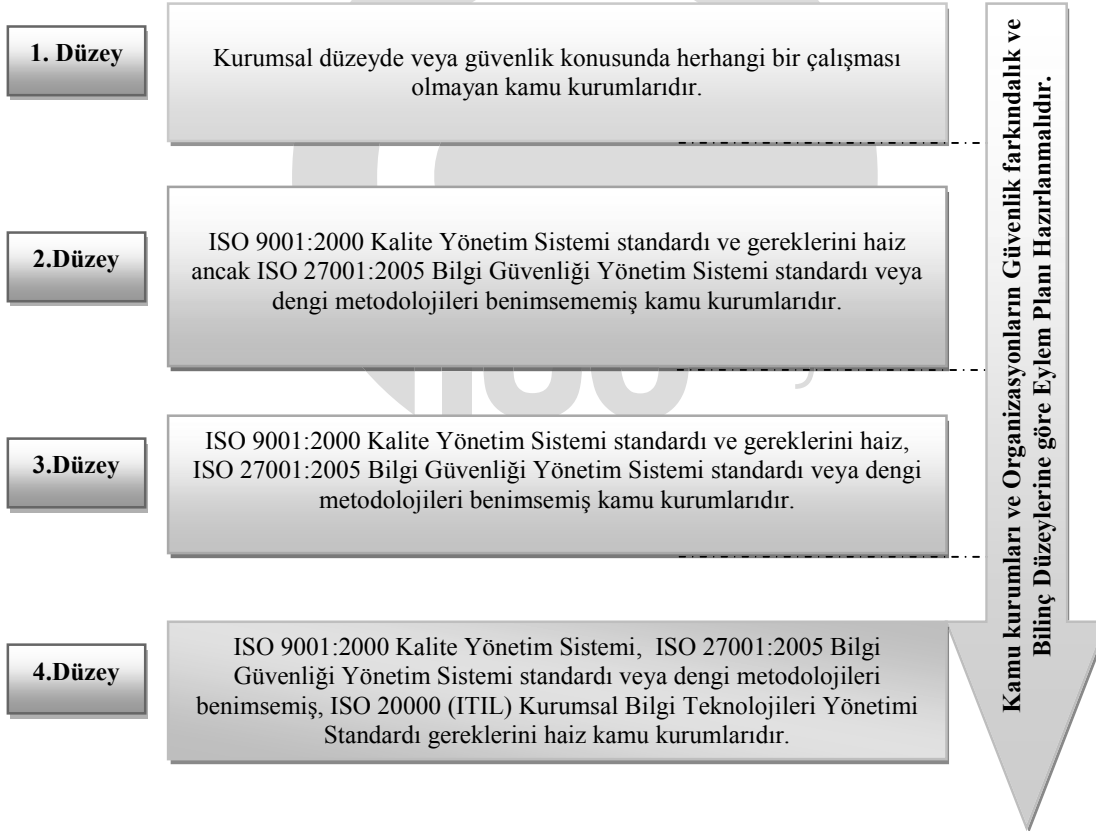 1. Düzey
Kurumsal düzeyde veya güvenlik konusunda herhangi bir çalışması
olmayan kamu kurumlarıdır.
2.Düzey
ISO 9001:2000 Kalite Yönetim Sistemi standardı ve gereklerini haiz
ancak ISO 27001:2005 Bilgi Güvenliği Yönetim Sistemi standardı veya
dengi metodolojileri benimsememiş kamu kurumlarıdır.
3.Düzey
ISO 9001:2000 Kalite Yönetim Sistemi standardı ve gereklerini haiz,
ISO 27001:2005 Bilgi Güvenliği Yönetim Sistemi standardı veya dengi
metodolojileri benimsemiş kamu kurumlarıdır.
4.Düzey
ISO 9001:2000 Kalite Yönetim Sistemi, ISO 27001:2005 Bilgi
Güvenliği Yönetim Sistemi standardı veya dengi metodolojileri
benimsemiş, ISO 20000 (ITIL) Kurumsal Bilgi Teknolojileri Yönetimi
Standardı gereklerini haiz kamu kurumlarıdır.
Kamu kurumları ve Organizasyonların Güvenlik farkındalık ve
Bilinç Düzeylerine göre Eylem Planı Hazırlanmalıdır.